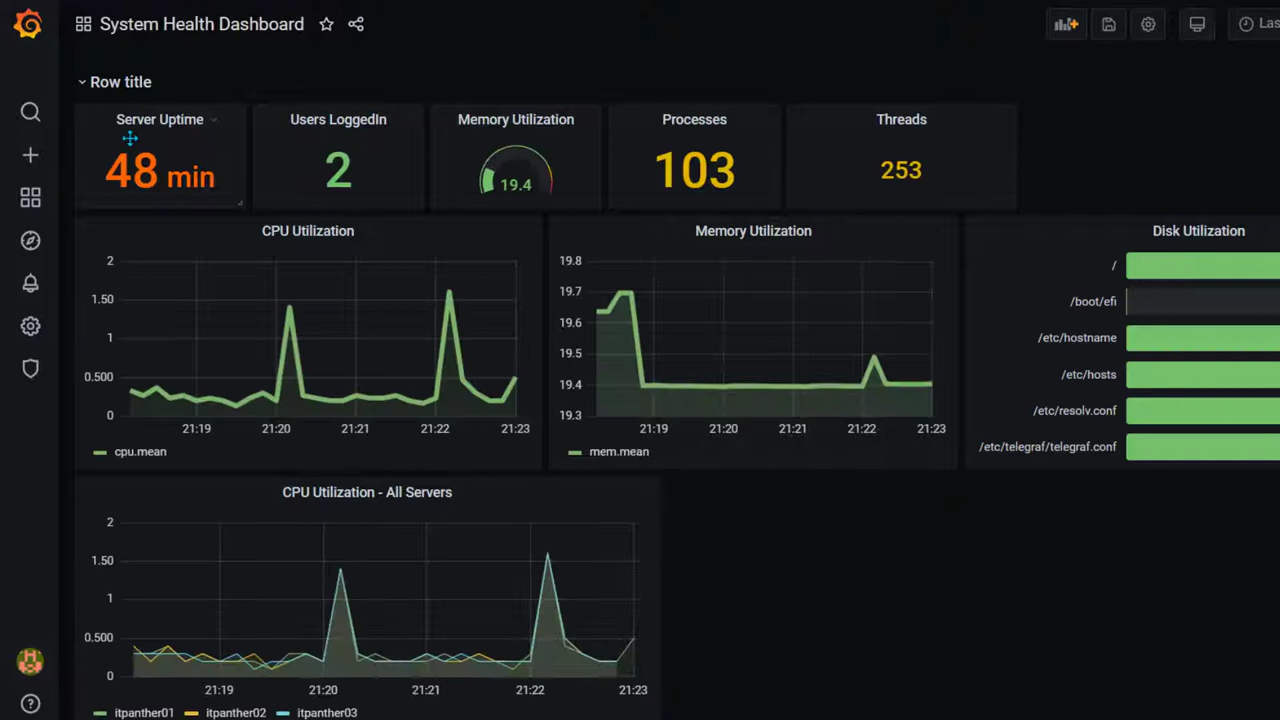 System Health Dashboard
Las
Row title
Server Uptime
48 min
Users LoggedIn
2
Memory Utilization
19.4
Processes
103
Threads
253
CPU Utilization
2
1.50
1
0.500
0
21:19 21:20 21:21 21:22 21:23
cpu.mean
Memory Utilization
19.8
19.7
19.6
19.5
19.4
19.3
21:19 21:20 21:21 21:22 21:23
mem.mean
Disk Utilization
/
/boot/efi
/etc/hostname
/etc/hosts
/etc/resolv.conf
/etc/telegraf/telegraf.conf
CPU Utilization - All Servers
2
1.50
1
0.500
0
21:19 21:20 21:21 21:22 21:23
itpanther01 itpanther02 itpanther03